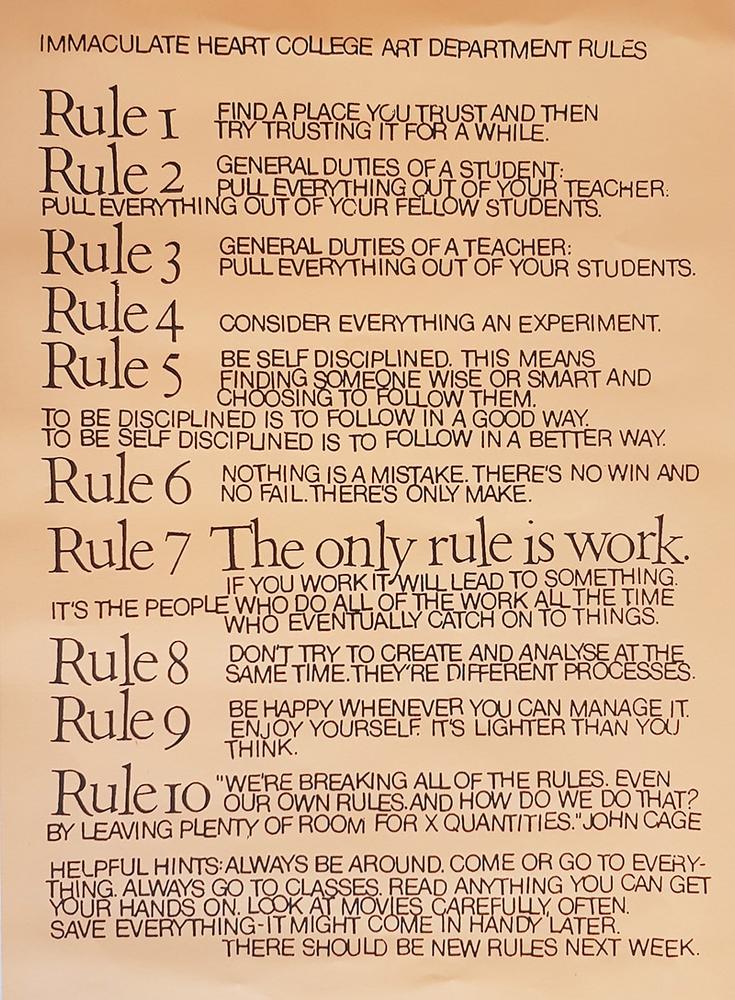 IMMACULATE HEART COLLEGE ART DEPARTMENT RULES
Rule 1 FIND A PLACE YOU TRUST AND THEN
TRY TRUSTING IT FOR A WHILE.
Rule 2 GENERAL DUTIES OF A STUDENT:
PULL EVERYTHING OUT OF YOUR TEACHER:
PULL EVERYTHING OUT OF YOUR FELLOW STUDENTS.
Rule 3 GENERAL DUTIES OF A TEACHER:
PULL EVERYTHING OUT OF YOUR STUDENTS.
Rule 4 CONSIDER EVERYTHING AN EXPERIMENT.
Rule 5 BE SELF DISCIPLINED. THIS MEANS
FINDING SOMEONE WISE OR SMART AND
CHOOSING TO FOLLOW THEM.
TO BE DISCIPLINED IS TO FOLLOW IN A GOOD WAY.
TO BE SELF DISCIPLINED IS TO FOLLOW IN A BETTER WAY.
Rule 6 NOTHING IS A MISTAKE. THERE'S NO WIN AND
NO FAIL. THERE'S ONLY MAKE.
Rule 7 The only rule is work.
IF YOU WORK IT WILL LEAD TO SOMETHING.
IT'S THE PEOPLE WHO DO ALL OF THE WORK ALL THE TIME
WHO EVENTUALLY CATCH ON TO THINGS.
Rule 8 DON'T TRY TO CREATE AND ANALYSE AT THE
SAME TIME. THEY'RE DIFFERENT PROCESSES.
Rule 9 BE HAPPY WHENEVER YOU CAN MANAGE IT.
ENJOY YOURSELF. IT'S LIGHTER THAN YOU
THINK.
Rule 10 "WE'RE BREAKING ALL OF THE RULES. EVEN
OUR OWN RULES. AND HOW DO WE DO THAT?
BY LEAVING PLENTY OF ROOM FOR X QUANTITIES." JOHN CAGE
HELPFUL HINTS: ALWAYS BE AROUND. COME OR GO TO EVERY-
THING. ALWAYS GO TO CLASSES. READ ANYTHING YOU CAN GET
YOUR HANDS ON. LOOK AT MOVIES CAREFULLY, OFTEN.
SAVE EVERYTHING-IT MIGHT COME IN HANDY LATER.
THERE SHOULD BE NEW RULES NEXT WEEK.